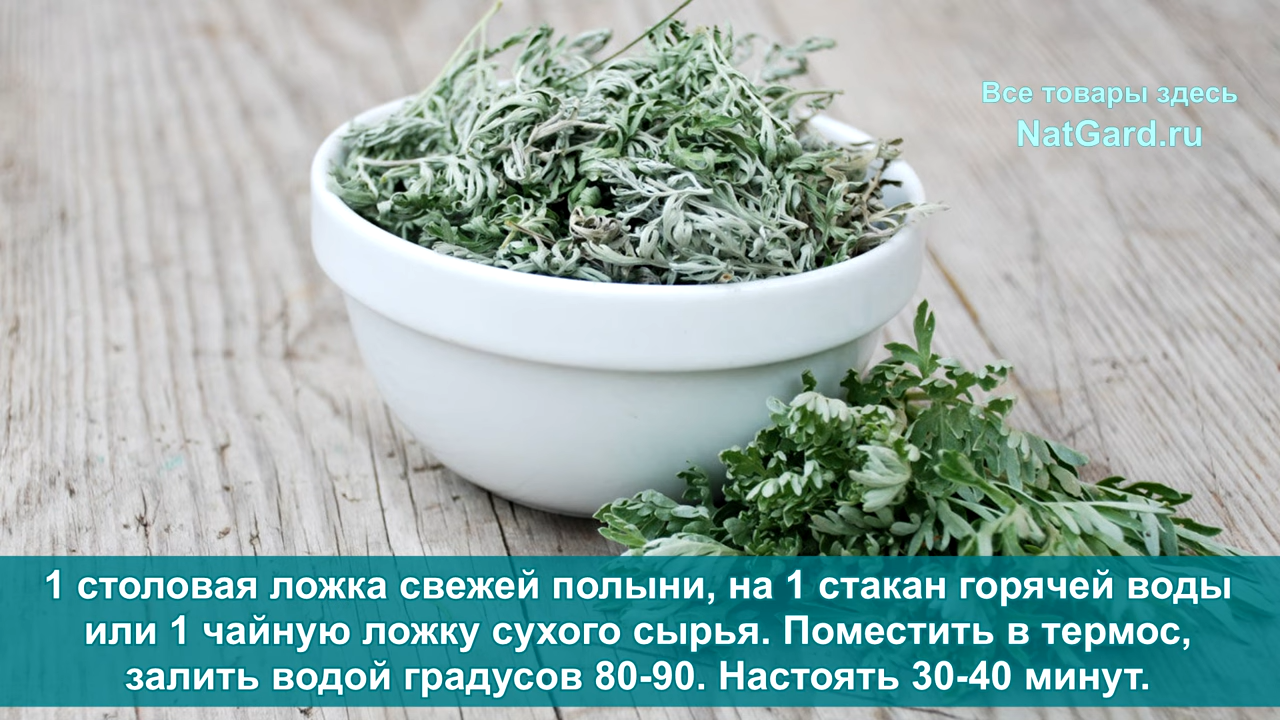 Все товары здесь
NatGard.ru
1 столовая ложка свежей полыни, на 1 стакан горячей воды
или 1 чайную ложку сухого сырья. Поместить в термос,
залить водой градусов 80-90. Настоять 30-40 минут.